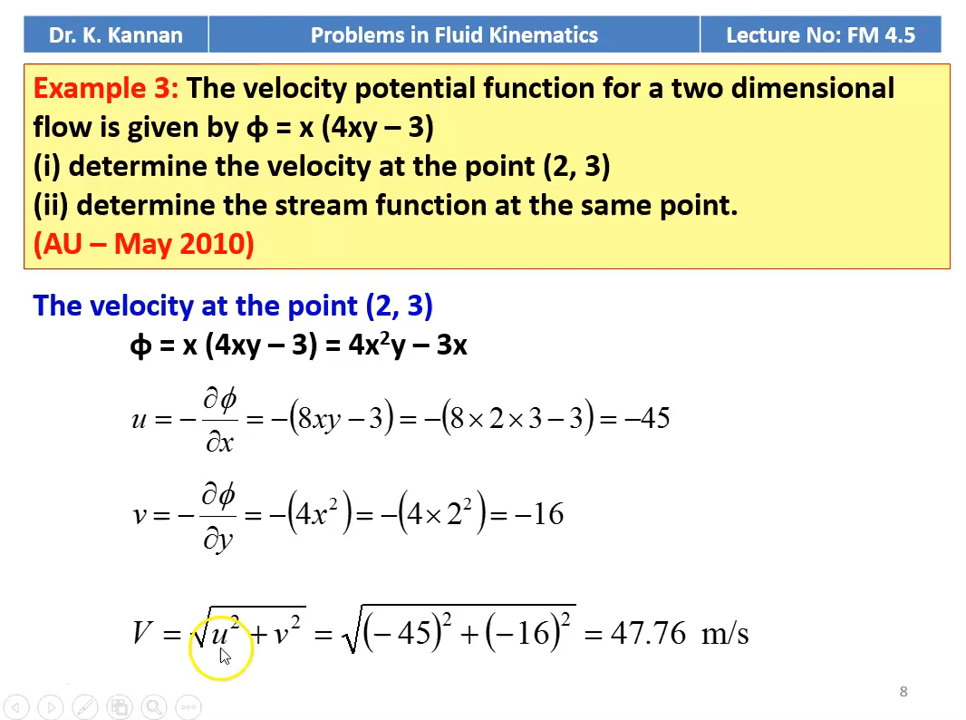 Dr. K. Kannan Problems in Fluid Kinematics Lecture No: FM 4.5
Example 3: The velocity potential function for a two dimensional
flow is given by ϕ = x (4xy – 3)
(i) determine the velocity at the point (2, 3)
(ii) determine the stream function at the same point.
(AU – May 2010)
The velocity at the point (2, 3)
ϕ = x (4xy – 3) = 4x²y – 3x
u = −∂ϕ/∂x = −(8xy − 3) = −(8 × 2 × 3 − 3) = −45
v = −∂ϕ/∂y = −(4x²) = −(4 × 2²) = −16
V = √(u² + v²) = √((−45)² + (−16)²) = 47.76 m/s
8